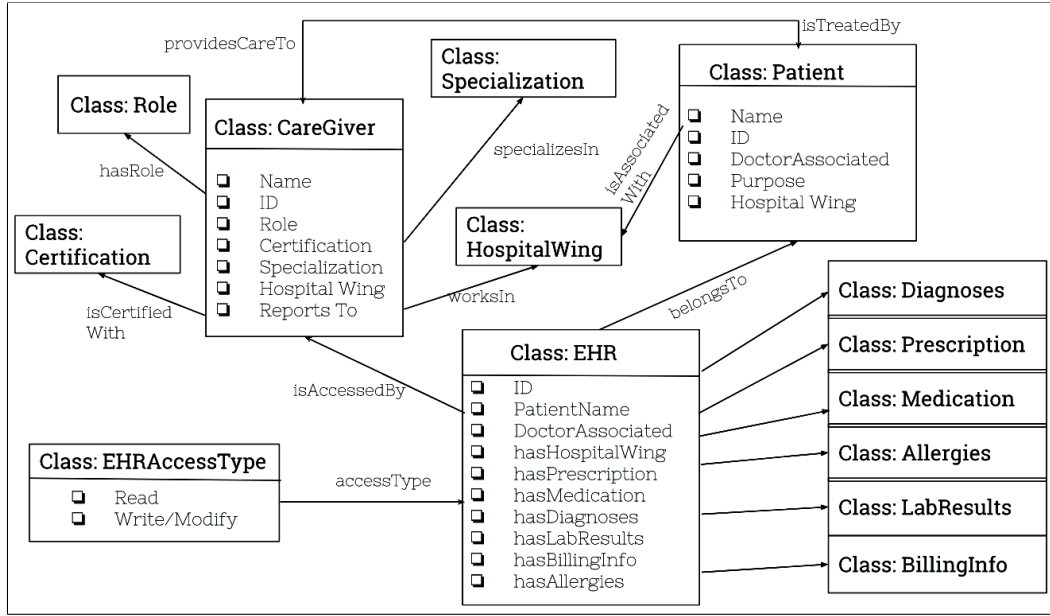 isTreatedBy
providesCareTo
Class:
Specialization
Class: Patient
Name
ID
DoctorAssociated
Purpose
Hospital Wing
Class: Role
hasRole
Class: CareGiver
Name
ID
Role
Certification
Specialization
Hospital Wing
Reports To
specializesIn
isAssociated
With
Class:
Certification
isCertified
With
Class:
HospitalWing
worksIn
belongsTo
isAccessedBy
Class: EHR
ID
PatientName
DoctorAssociated
hasHospitalWing
hasPrescription
hasMedication
hasDiagnoses
hasLabResults
hasBillingInfo
hasAllergies
Class: EHRAccessType
Read
Write/Modify
accessType
Class: Diagnoses
Class: Prescription
Class: Medication
Class: Allergies
Class: LabResults
Class: BillingInfo